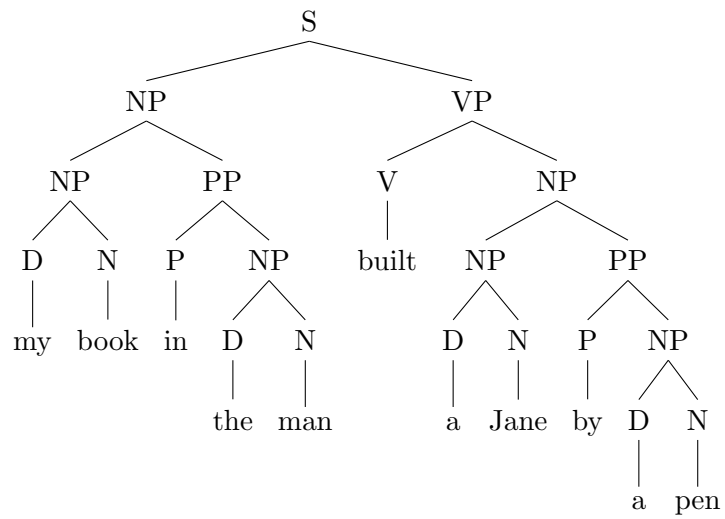 S
NP VP
NP PP V NP
D N P NP built NP PP
my book in D N D N P NP
the man a Jane by D N
a pen